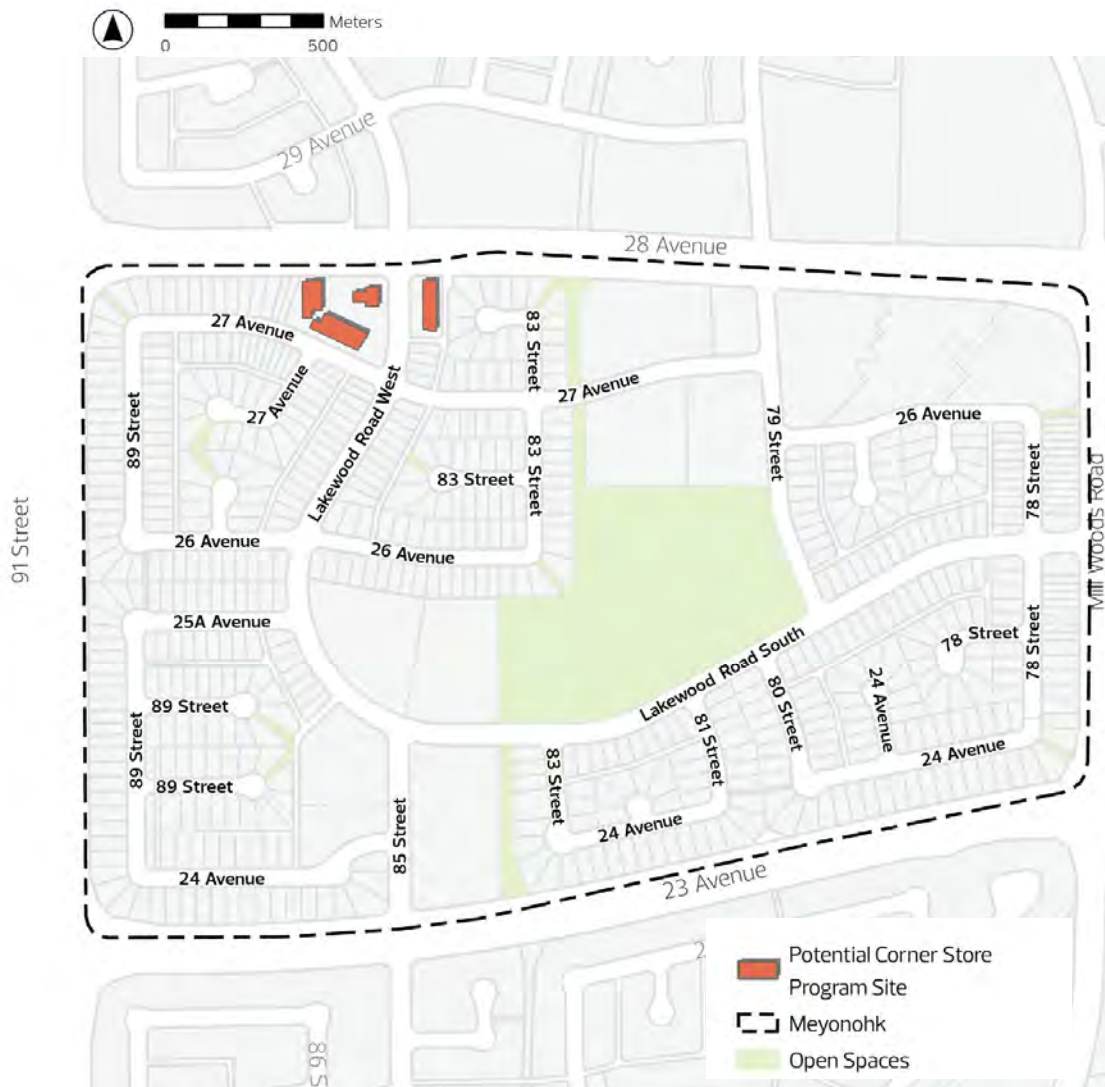 Meters
0 500
29 Avenue
28 Avenue
27 Avenue
83 Street
27 Avenue
27 Avenue
Lakewood Road West
79 Street
26 Avenue
89 Street
83 Street
83 Street
78 Street
Mill Woods Road
91 Street
26 Avenue
26 Avenue
25A Avenue
78 Street
78 Street
Lakewood Road South
80 Street
24 Avenue
89 Street
81 Street
89 Street
89 Street
83 Street
24 Avenue
24 Avenue
85 Street
24 Avenue
23 Avenue
Potential Corner Store
Program Site
Meyonohk
Open Spaces
86 S